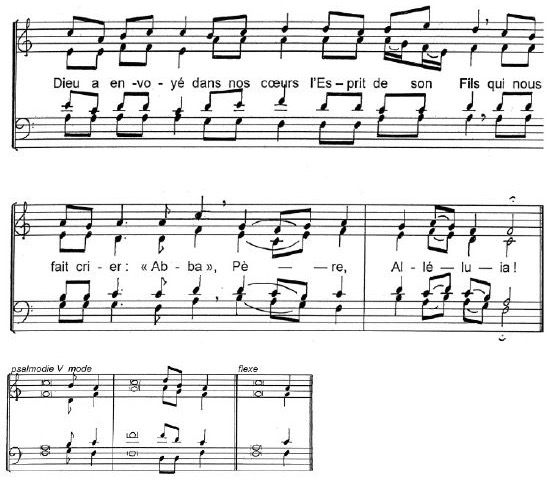 Dieu a en-vo-yé dans nos cœurs l'Es-prit de son Fils qui nous
fait cri-er: « Ab-ba », Pè — — re, Al-lé-lu-ia !
psalmodie V mode flexe